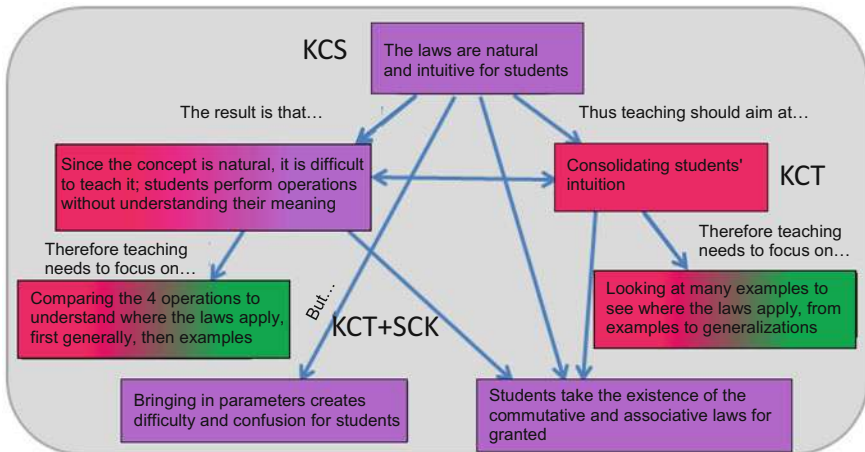 KCS
The laws are natural
and intuitive for students
The result is that…
Thus teaching should aim at…
Since the concept is natural, it is difficult
to teach it; students perform operations
without understanding their meaning
Consolidating students'
intuition
KCT
Therefore teaching
needs to focus on…
Therefore teaching
needs to focus on…
Comparing the 4 operations to
understand where the laws apply,
first generally, then examples
But…
KCT+SCK
Looking at many examples to
see where the laws apply, from
examples to generalizations
Bringing in parameters creates
difficulty and confusion for students
Students take the existence of the
commutative and associative laws for
granted